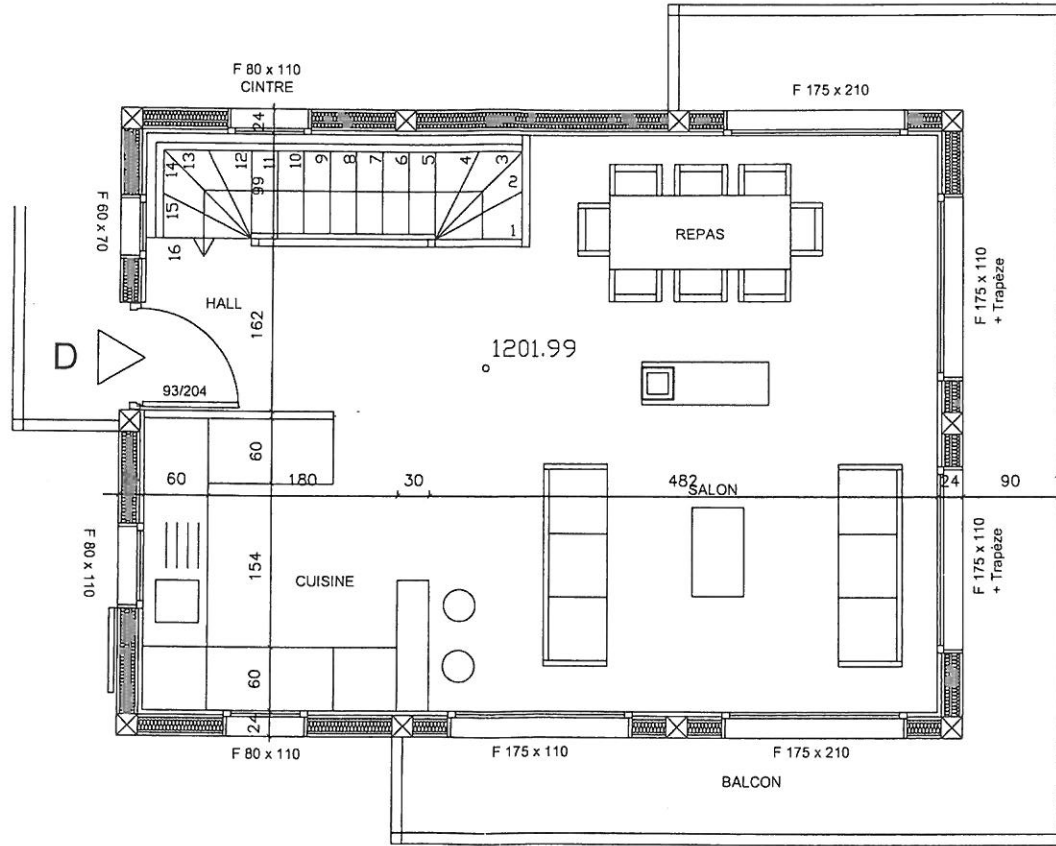 F 80 x 110
CINTRE
F 175 x 210
24
14
13
12
11
10
9
8
7
6
5
4
3
2
1
15
16
99
F 60 x 70
REPAS
HALL
162
F 175 x 110
+ Trapèze
D
1201.99
93/204
60
60
180
30
482
SALON
24
90
F 80 x 110
154
CUISINE
F 175 x 110
+ Trapèze
60
24
F 80 x 110
F 175 x 110
F 175 x 210
BALCON